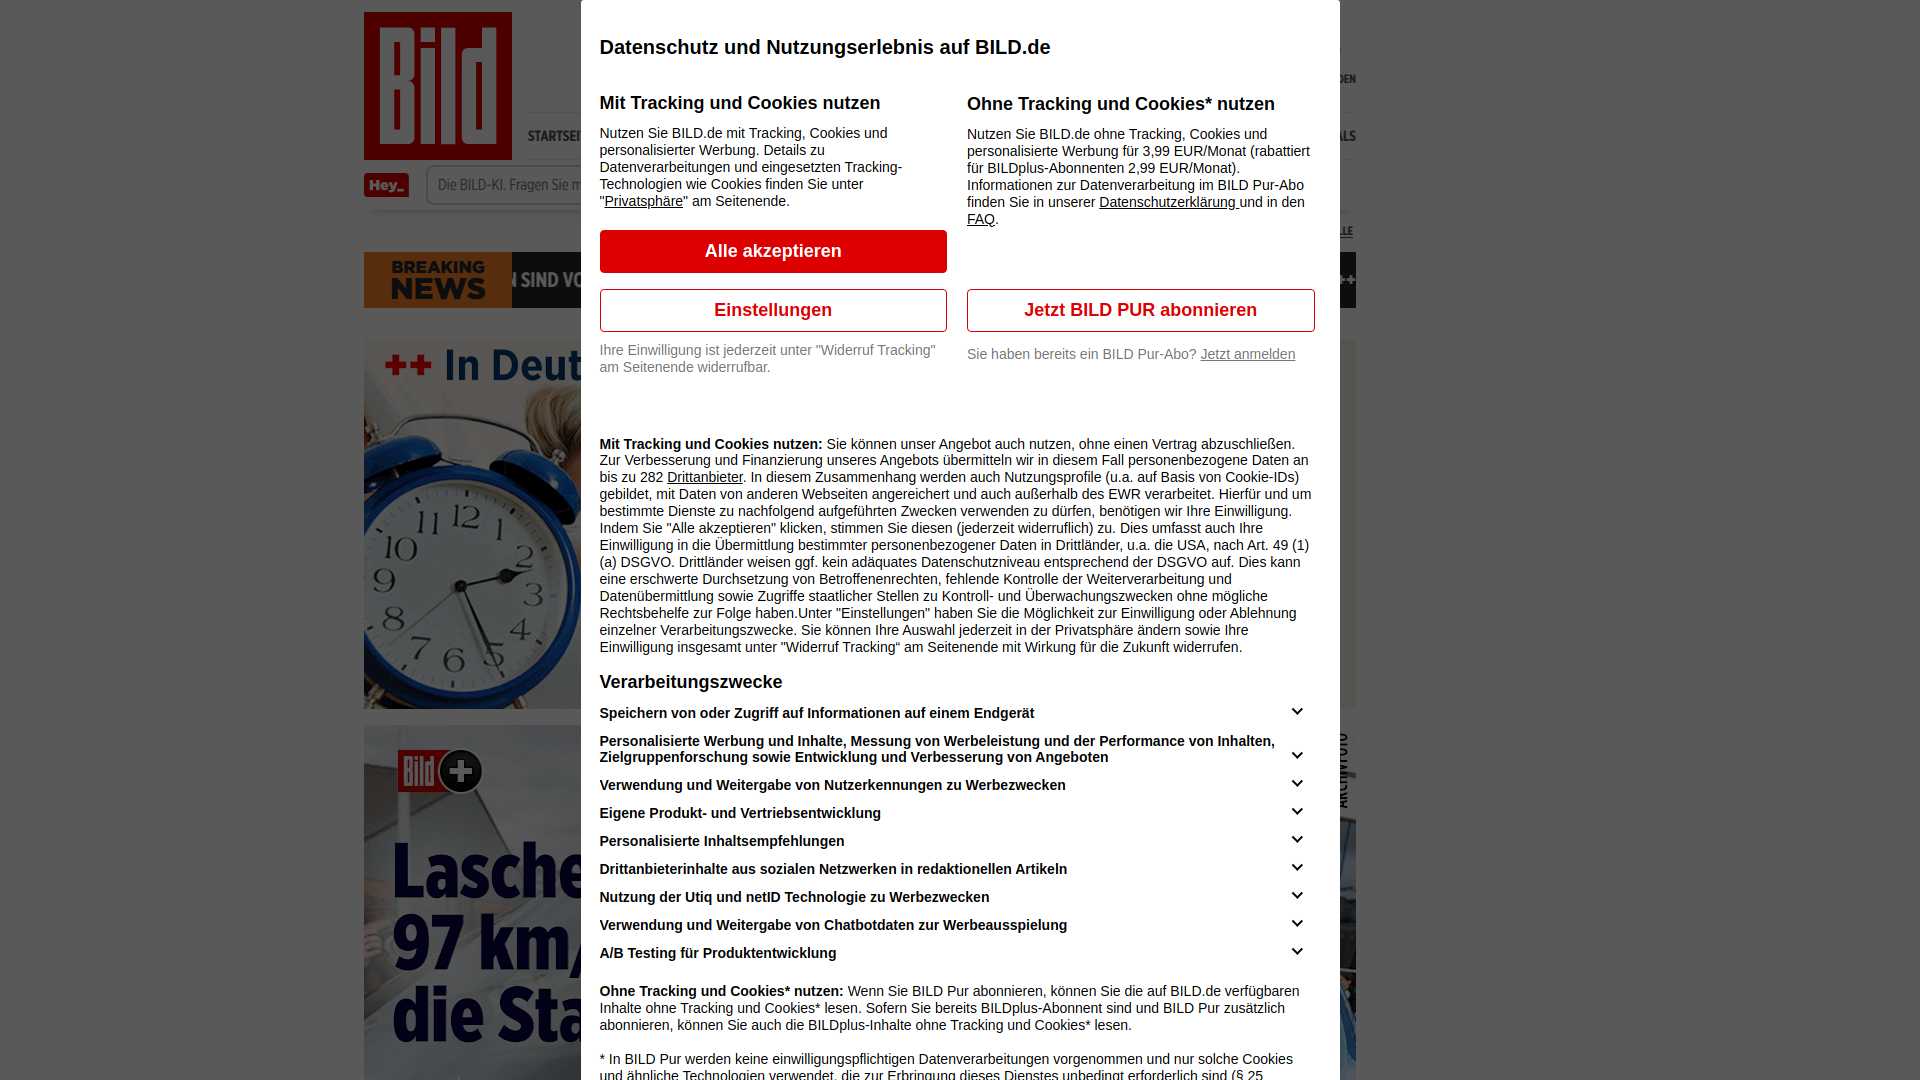 Bild
Datenschutz und Nutzungserlebnis auf BILD.de
DEN
Mit Tracking und Cookies nutzen
Nutzen Sie BILD.de mit Tracking, Cookies und
personalisierter Werbung. Details zu
Datenverarbeitungen und eingesetzten Tracking-
Technologien wie Cookies finden Sie unter
"Privatsphäre" am Seitenende.
Alle akzeptieren
Einstellungen
Ihre Einwilligung ist jederzeit unter "Widerruf Tracking"
am Seitenende widerrufbar.
Ohne Tracking und Cookies* nutzen
Nutzen Sie BILD.de ohne Tracking, Cookies und
personalisierte Werbung für 3,99 EUR/Monat (rabattiert
für BILDplus-Abonnenten 2,99 EUR/Monat).
Informationen zur Datenverarbeitung im BILD Pur-Abo
finden Sie in unserer Datenschutzerklärung und in den
FAQ.
Jetzt BILD PUR abonnieren
Sie haben bereits ein BILD Pur-Abo? Jetzt anmelden
STARTSEI
ALS
Hey_
Die BILD-KI. Fragen Sie m
LLE
BREAKING
NEWS
N SIND VO
++
++ In Deut
11 12 1
10 2
9 3
8 4
7 6 5
Mit Tracking und Cookies nutzen: Sie können unser Angebot auch nutzen, ohne einen Vertrag abzuschließen.
Zur Verbesserung und Finanzierung unseres Angebots übermitteln wir in diesem Fall personenbezogene Daten an
bis zu 282 Drittanbieter. In diesem Zusammenhang werden auch Nutzungsprofile (u.a. auf Basis von Cookie-IDs)
gebildet, mit Daten von anderen Webseiten angereichert und auch außerhalb des EWR verarbeitet. Hierfür und um
bestimmte Dienste zu nachfolgend aufgeführten Zwecken verwenden zu dürfen, benötigen wir Ihre Einwilligung.
Indem Sie "Alle akzeptieren" klicken, stimmen Sie diesen (jederzeit widerruflich) zu. Dies umfasst auch Ihre
Einwilligung in die Übermittlung bestimmter personenbezogener Daten in Drittländer, u.a. die USA, nach Art. 49 (1)
(a) DSGVO. Drittländer weisen ggf. kein adäquates Datenschutzniveau entsprechend der DSGVO auf. Dies kann
eine erschwerte Durchsetzung von Betroffenenrechten, fehlende Kontrolle der Weiterverarbeitung und
Datenübermittlung sowie Zugriffe staatlicher Stellen zu Kontroll- und Überwachungszwecken ohne mögliche
Rechtsbehelfe zur Folge haben.Unter "Einstellungen" haben Sie die Möglichkeit zur Einwilligung oder Ablehnung
einzelner Verarbeitungszwecke. Sie können Ihre Auswahl jederzeit in der Privatsphäre ändern sowie Ihre
Einwilligung insgesamt unter "Widerruf Tracking“ am Seitenende mit Wirkung für die Zukunft widerrufen.
Verarbeitungszwecke
Speichern von oder Zugriff auf Informationen auf einem Endgerät
Personalisierte Werbung und Inhalte, Messung von Werbeleistung und der Performance von Inhalten,
Zielgruppenforschung sowie Entwicklung und Verbesserung von Angeboten
Verwendung und Weitergabe von Nutzerkennungen zu Werbezwecken
Eigene Produkt- und Vertriebsentwicklung
Personalisierte Inhaltsempfehlungen
Drittanbieterinhalte aus sozialen Netzwerken in redaktionellen Artikeln
Nutzung der Utiq und netID Technologie zu Werbezwecken
Verwendung und Weitergabe von Chatbotdaten zur Werbeausspielung
A/B Testing für Produktentwicklung
Ohne Tracking und Cookies* nutzen: Wenn Sie BILD Pur abonnieren, können Sie die auf BILD.de verfügbaren
Inhalte ohne Tracking und Cookies* lesen. Sofern Sie bereits BILDplus-Abonnent sind und BILD Pur zusätzlich
abonnieren, können Sie auch die BILDplus-Inhalte ohne Tracking und Cookies* lesen.
* In BILD Pur werden keine einwilligungspflichtigen Datenverarbeitungen vorgenommen und nur solche Cookies
und ähnliche Technologien verwendet, die zur Erbringung dieses Dienstes unbedingt erforderlich sind (§ 25
Bild +
Lasche
97 km/
die Sta